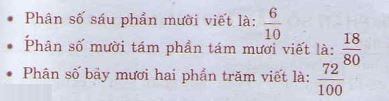 • Phân số sáu phần mười viết là: 6/10
• Phân số mười tám phần tám mươi viết là: 18/80
• Phân số bảy mươi hai phần trăm viết là: 72/100